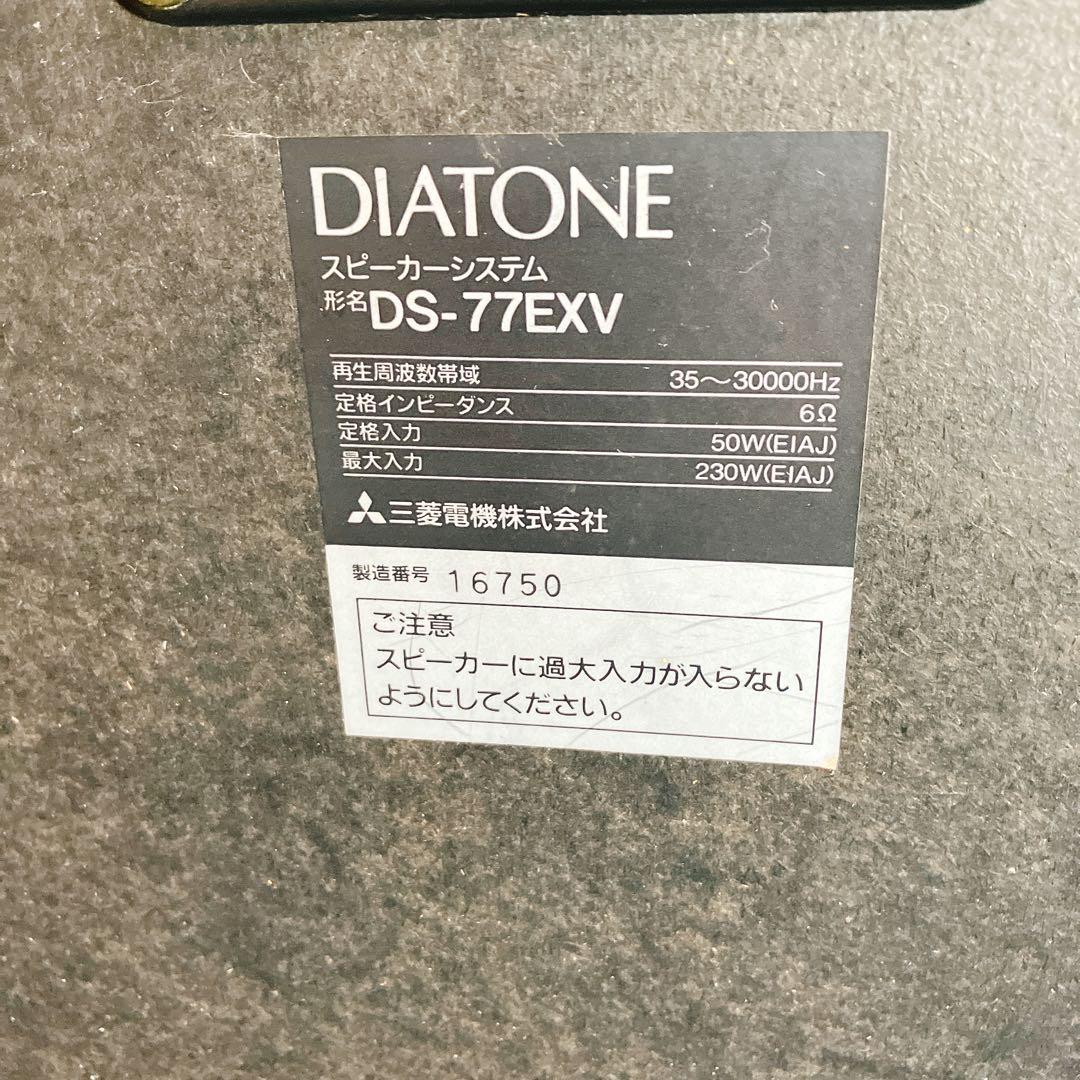 DIATONE
スピーカーシステム
形名DS-77EXV
再生周波数帯域 35〜30000Hz
定格インピーダンス 6Ω
定格入力 50W(EIAJ)
最大入力 230W(EIAJ)
三菱電機株式会社
製造番号 16750
ご注意
スピーカーに過大入力が入らない
ようにしてください。